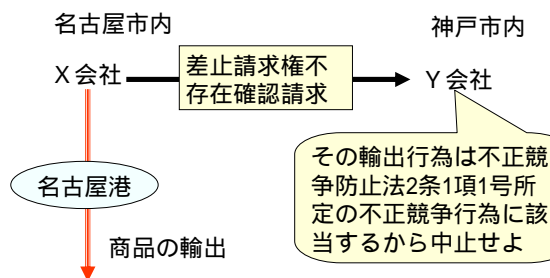 名古屋市内
神戸市内
X会社
差止請求権不
存在確認請求
Y会社
その輸出行為は不正競
争防止法2条1項1号所
定の不正競争行為に該
当するから中止せよ
名古屋港
商品の輸出